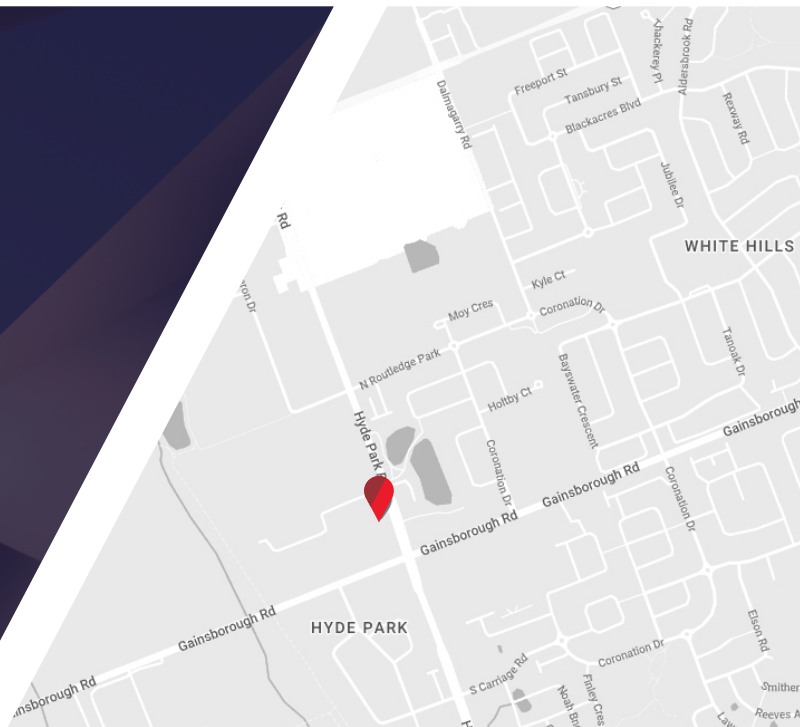 Thackerey Pl
Aldersbrook Rd
Freeport St
Tansbury St
Dalmagarry Rd
Blackacres Blvd
Rexway Rd
Jubilee Dr
Rd
WHITE HILLS
Kyle Ct
Coronation Dr
Moy Cres
N Routledge Park
Tanoak Dr
Bayswater Crescent
Holtby Ct
Hyde Park
Gainsborough
Coronation Dr
Gainsborough Rd
Coronation Dr
Gainsborough Rd
Gainsborough Rd
HYDE PARK
Elson Rd
Coronation Dr
S Carriage Rd
Finley Cres
Noah
insborough Rd
Smither
Reeves A